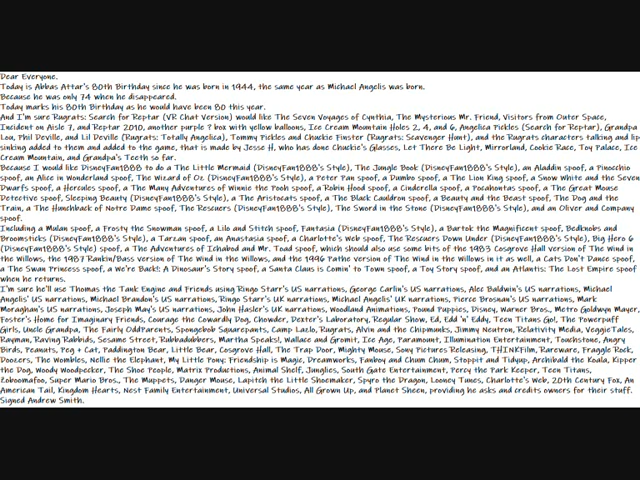 Dear Everyone.
Today is Abbas Attar's 80th Birthday since he was born in 1944, the same year as Michael Angelis was born.
Because he was only 74 when he disappeared.
Today marks his 80th Birthday as he would have been 80 this year.
And I'm sure Rugrats: Search for Reptar (VR Chat Version) would like The Seven Voyages of Cynthia, The Mysterious Mr. Friend, Visitors from Outer Space,
Incident on Aisle 7, and Reptar 2010, another purple ? box with yellow balloons, Ice Cream Mountain Holes 2, 4, and 6, Angelica Pickles (Search for Reptar), Grandpa
Lou, Phil Deville, and Lil Deville (Rugrats: Totally Angelica), Tommy Pickles and Chuckie Finster (Rugrats: Scavenger Hunt), and the Rugrats characters talking and lip
sinking added to them and added to the game, that is made by Jesse H, who has done Chuckie's Glasses, Let There Be Light, Mirrorland, Cookie Race, Toy Palace, Ice
Cream Mountain, and Grandpa's Teeth so far.
Because I would like DisneyFan1888 to do a The Little Mermaid (DisneyFan1888's Style), The Jungle Book (DisneyFan1888's Style), an Aladdin spoof, a Pinocchio
spoof, an Alice in Wonderland spoof, The Wizard of Oz (DisneyFan1888's Style), a Peter Pan spoof, a Dumbo spoof, a The Lion King spoof, a Snow White and the Seven
Dwarfs spoof, a Hercules spoof, a The Many Adventures of Winnie the Pooh spoof, a Robin Hood spoof, a Cinderella spoof, a Pocahontas spoof, a The Great Mouse
Detective spoof, Sleeping Beauty (DisneyFan1888's Style), a The Aristocats spoof, a The Black Cauldron spoof, a Beauty and the Beast spoof, The Dog and the
Train, a The Hunchback of Notre Dame spoof, The Rescuers (DisneyFan1888's Style), The Sword in the Stone (DisneyFan1888's Style), and an Oliver and Company
spoof.
Including a Mulan spoof, a Frosty the Snowman spoof, a Lilo and Stitch spoof, Fantasia (DisneyFan1888's Style), a Bartok the Magnificent spoof, Bedknobs and
Broomsticks (DisneyFan1888's Style), a Tarzan spoof, an Anastasia spoof, a Charlotte's Web spoof, The Rescuers Down Under (DisneyFan1888's Style), Big Hero 6
(DisneyFan1888's Style) spoof, a The Adventures of Ichabod and Mr. Toad spoof, which should also use some bits of the 1983 Cosgrove Hall version of The Wind in
the Willows, the 1987 Rankin/Bass version of The Wind in the Willows, and the 1996 Pathe version of The Wind in the Willows in it as well, a Cats Don't Dance spoof,
a The Swan Princess spoof, a We're Back!: A Dinosaur's Story spoof, a Santa Claus is Comin' to Town spoof, a Toy Story spoof, and an Atlantis: The Lost Empire spoof
when he returns.
I'm sure he'll use Thomas the Tank Engine and Friends using Ringo Starr's US narrations, George Carlin's US narrations, Alec Baldwin's US narrations, Michael
Angelis' US narrations, Michael Brandon's US narrations, Ringo Starr's UK narrations, Michael Angelis' UK narrations, Pierce Brosnan's US narrations, Mark
Moraghan's US narrations, Joseph May's US narrations, John Hasler's UK narrations, Woodland Animations, Pound Puppies, Disney, Warner Bros., Metro Goldwyn Mayer,
Foster's Home for Imaginary Friends, Courage the Cowardly Dog, Chowder, Dexter's Laboratory, Regular Show, Ed, Edd 'n' Eddy, Teen Titans Go!, The Powerpuff
Girls, Uncle Grandpa, The Fairly OddParents, Spongebob Squarepants, Camp Lazlo, Rugrats, Alvin and the Chipmunks, Jimmy Neutron, Relativity Media, VeggieTales,
Rayman, Raving Rabbids, Sesame Street, Rubbadubbers, Martha Speaks!, Wallace and Gromit, Ice Age, Paramount, Illumination Entertainment, Touchstone, Angry
Birds, Peanuts, Peg + Cat, Paddington Bear, Little Bear, Cosgrove Hall, The Trap Door, Mighty Mouse, Sony Pictures Releasing, THINKFilm, Rareware, Fraggle Rock,
Doozers, The Wombles, Nellie the Elephant, My Little Pony: Friendship is Magic, Dreamworks, Fanboy and Chum Chum, Stoppit and Tidyup, Archibald the Koala, Kipper
the Dog, Woody Woodpecker, The Shoe People, Matrix Productions, Animal Shelf, Junglies, South Gate Entertainment, Percy the Park Keeper, Teen Titans,
Zoboomafoo, Super Mario Bros., The Muppets, Danger Mouse, Lapitch the Little Shoemaker, Spyro the Dragon, Looney Tunes, Charlotte's Web, 20th Century Fox, An
American Tail, Kingdom Hearts, Nest Family Entertainment, Universal Studios, All Grown Up, and Planet Sheen, providing he asks and credits owners for their stuff.
Signed Andrew Smith.